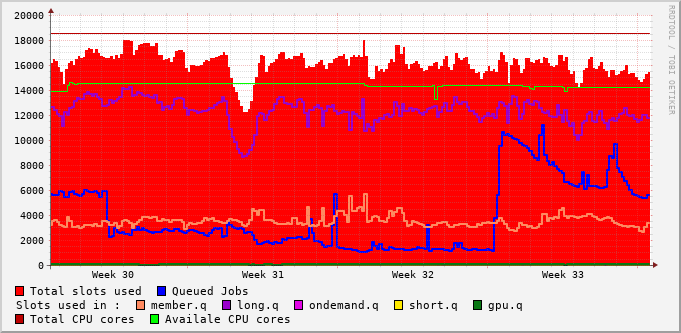 RRDTOOL / TOBI OETIKER
20000
18000
16000
14000
12000
10000
8000
6000
4000
2000
0
Week 30 Week 31 Week 32 Week 33
Total slots used Queued Jobs
Slots used in : member.q long.q ondemand.q short.q gpu.q
Total CPU cores Availale CPU cores